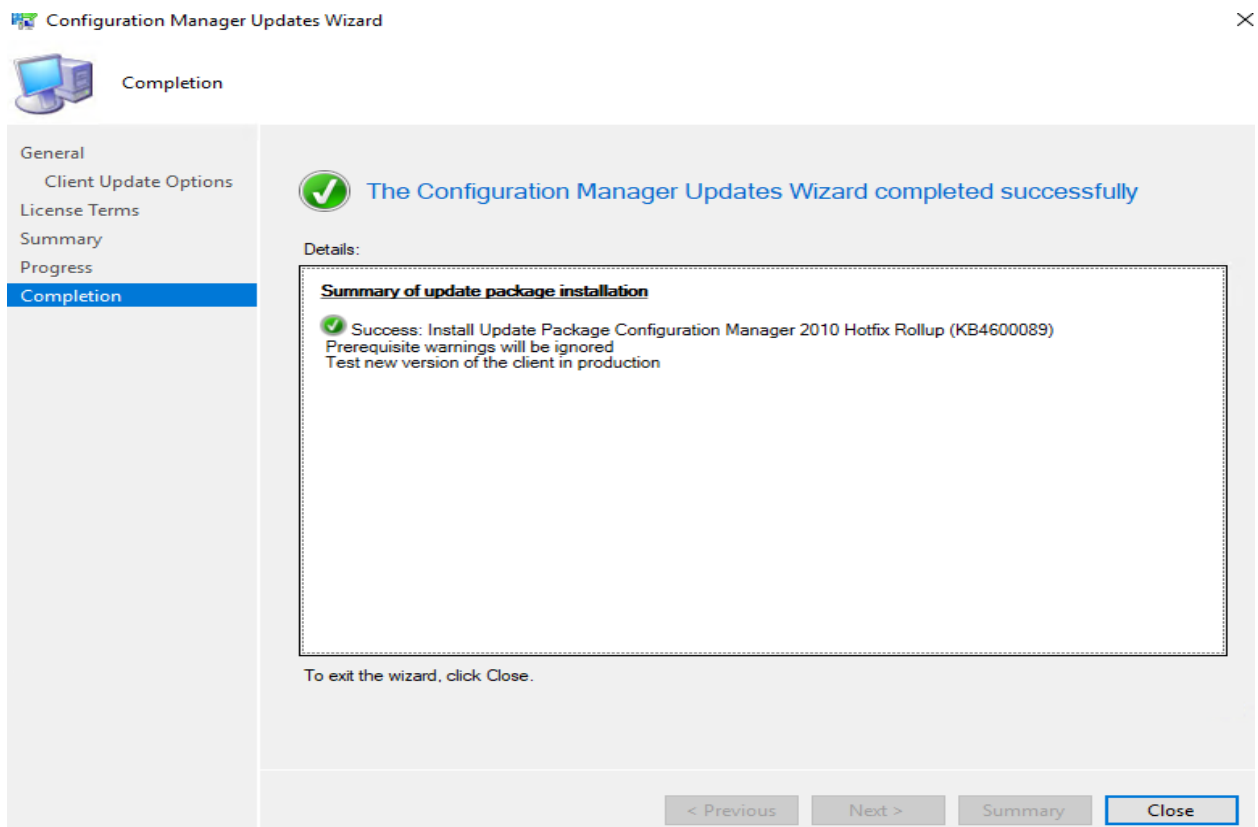 Configuration Manager Updates Wizard
Completion
General
Client Update Options
License Terms
Summary
Progress
Completion
The Configuration Manager Updates Wizard completed successfully
Details:
Summary of update package installation
Success: Install Update Package Configuration Manager 2010 Hotfix Rollup (KB4600089)
Prerequisite warnings will be ignored
Test new version of the client in production
To exit the wizard, click Close.
< Previous
Next >
Summary
Close